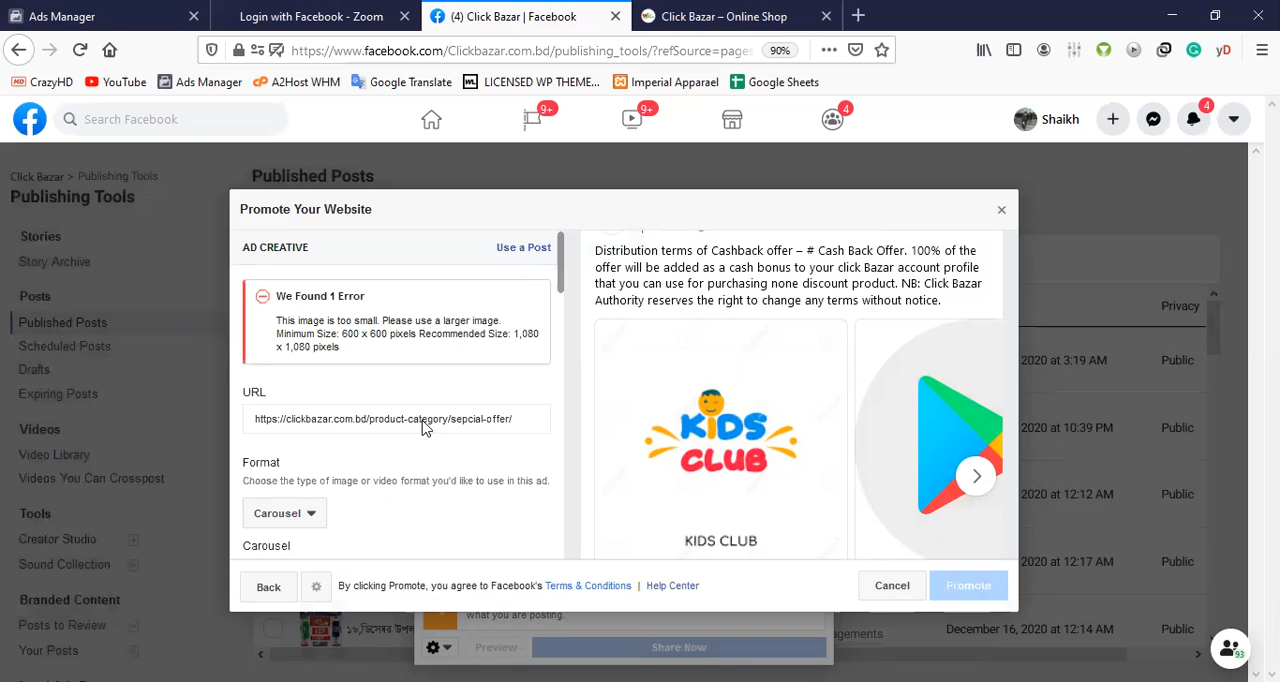 Ads Manager
Login with Facebook - Zoom
(4) Click Bazar | Facebook
Click Bazar – Online Shop
https://www.facebook.com/Clickbazar.com.bd/publishing_tools/?refSource=pages
90%
CrazyHD
YouTube
Ads Manager
A2Host WHM
Google Translate
LICENSED WP THEME...
Imperial Apparael
Google Sheets
Search Facebook
9+
9+
4
Shaikh
4
Click Bazar > Publishing Tools
Publishing Tools
Published Posts
Stories
Story Archive
Posts
Published Posts
Scheduled Posts
Drafts
Expiring Posts
Videos
Video Library
Videos You Can Crosspost
Tools
Creator Studio
Sound Collection
Branded Content
Posts to Review
Your Posts
Promote Your Website
AD CREATIVE
Use a Post
We Found 1 Error
This image is too small. Please use a larger image.
Minimum Size: 600 x 600 pixels Recommended Size: 1,080
x 1,080 pixels
URL
https://clickbazar.com.bd/product-category/sepcial-offer/
Format
Choose the type of image or video format you'd like to use in this ad.
Carousel
Carousel
Distribution terms of Cashback offer – # Cash Back Offer. 100% of the
offer will be added as a cash bonus to your click Bazar account profile
that you can use for purchasing none discount product. NB: Click Bazar
Authority reserves the right to change any terms without notice.
KIDS
CLUB
KIDS CLUB
Back
By clicking Promote, you agree to Facebook's Terms & Conditions | Help Center
Cancel
Promote
Privacy
2020 at 3:19 AM
Public
2020 at 10:39 PM
Public
2020 at 12:12 AM
Public
2020 at 12:17 AM
Public
December 16, 2020 at 12:14 AM
Public
what you are posting.
Preview
Share Now
93